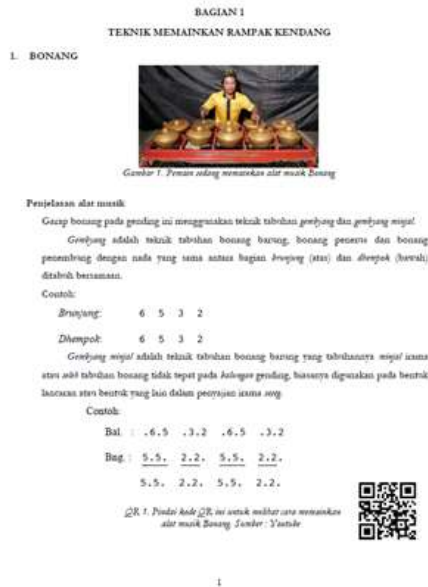 BAGIAN 1
TEKNIK MEMAINKAN RAMPAK KENDANG
1. BONANG
Gambar 1. Pemain sedang memainkan alat musik Bonang
Penjelasan alat musik
Garap bonang pada gending ini menggunakan teknik tabuhan gembyang dan gembyang minjal.
Gembyang adalah teknik tabuhan bonang barung, bonang penerus dan bonang
penembung dengan nada yang sama antara bagian brunjung (atas) dan dhempok (bawah)
ditabuh bersamaan.
Contoh:
Brunjung: 6 5 3 2
Dhempok: 6 5 3 2
Gembyang minjal adalah teknik tabuhan bonang barung yang tabuhannya minjal irama
atau tabuhan bonang tidak tepat pada balungan gending, biasanya digunakan pada bentuk
lancaran atau bentuk yang lain dalam penyajian irama seseg.
Contoh:
Bal. : .6.5 .3.2 .6.5 .3.2
Bng. : 5.5. 2.2. 5.5. 2.2.
5.5. 2.2. 5.5. 2.2.
QR 1. Pindai kode QR ini untuk melihat cara memainkan
alat musik Bonang. Sumber : Youtube
1